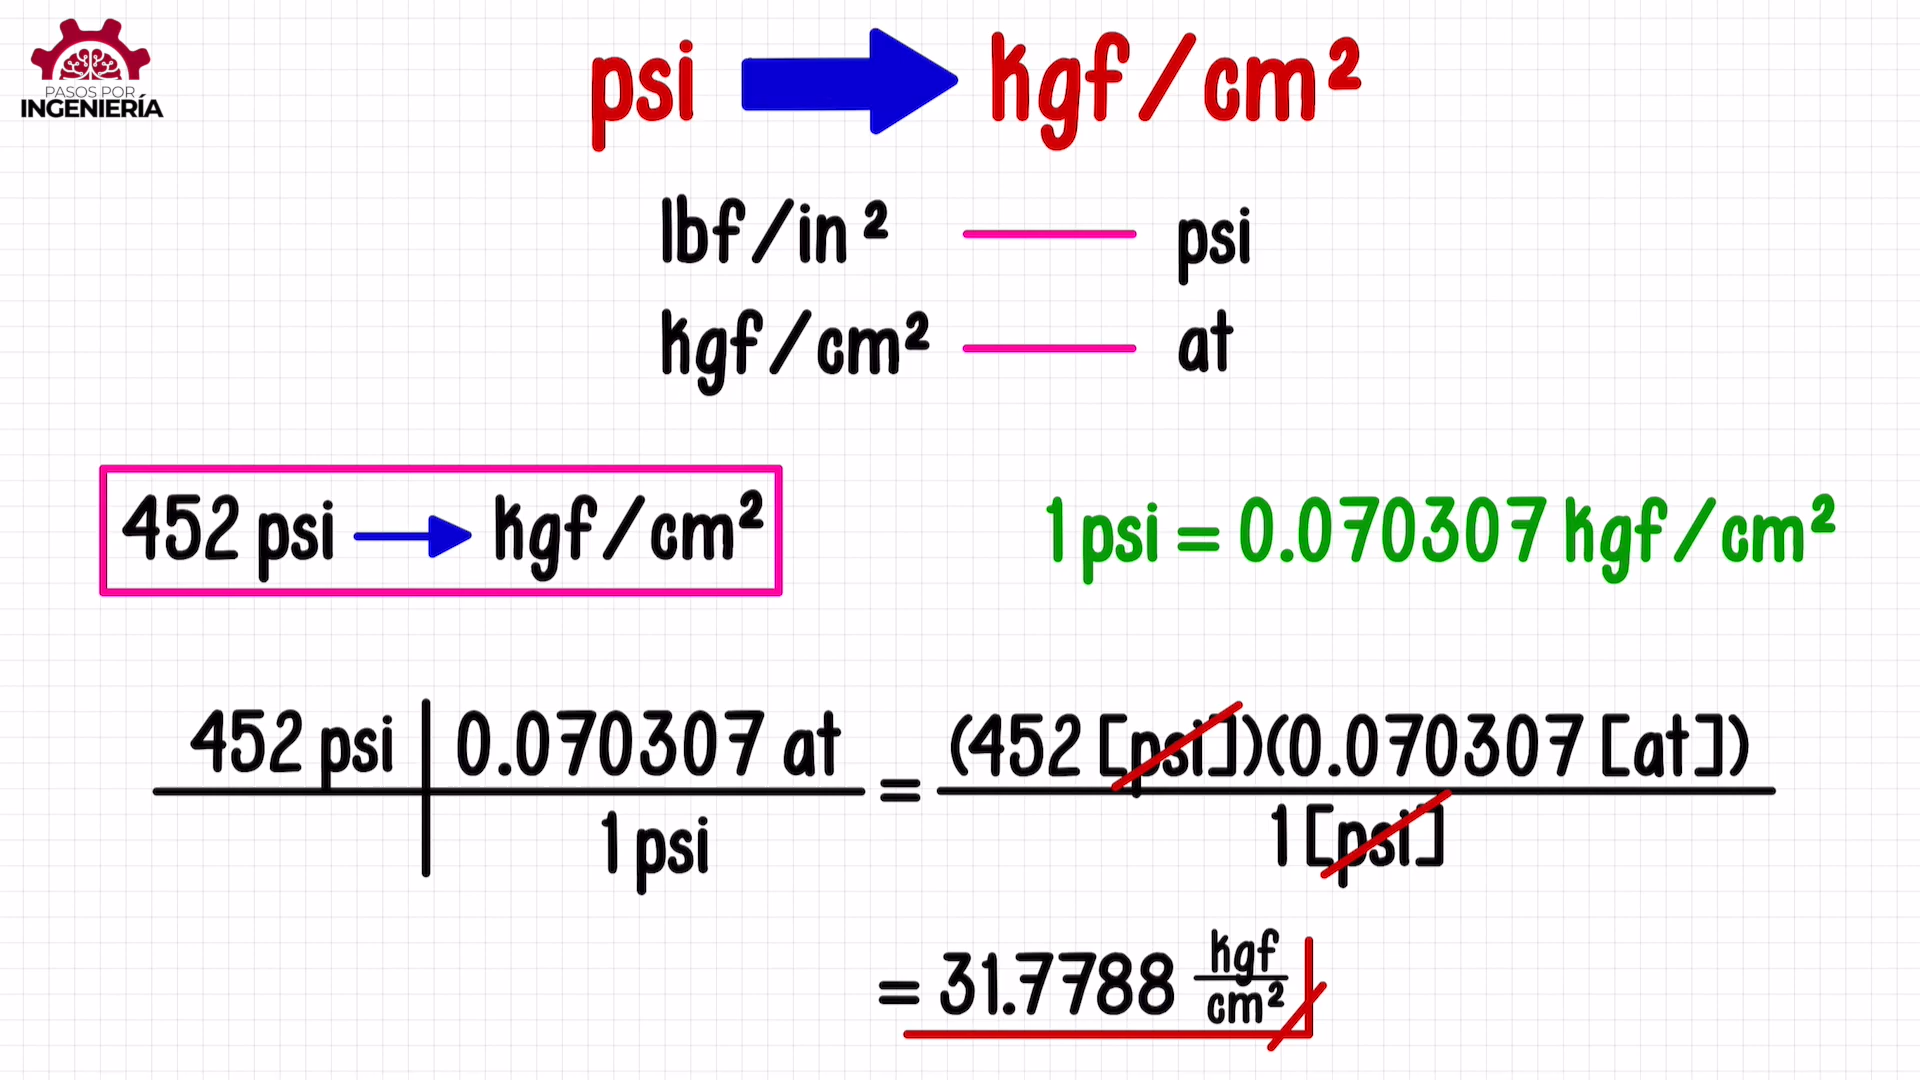 PASOS POR
INGENIERÍA
psi kgf/cm²
lbf/in² psi
kgf/cm² at
452 psi kgf/cm²
1 psi = 0.070307 kgf/cm²
452 psi 0.070307 at
1 psi
= (452 [psi])(0.070307 [at])
1 [psi]
= 31.7788 kgf
cm²